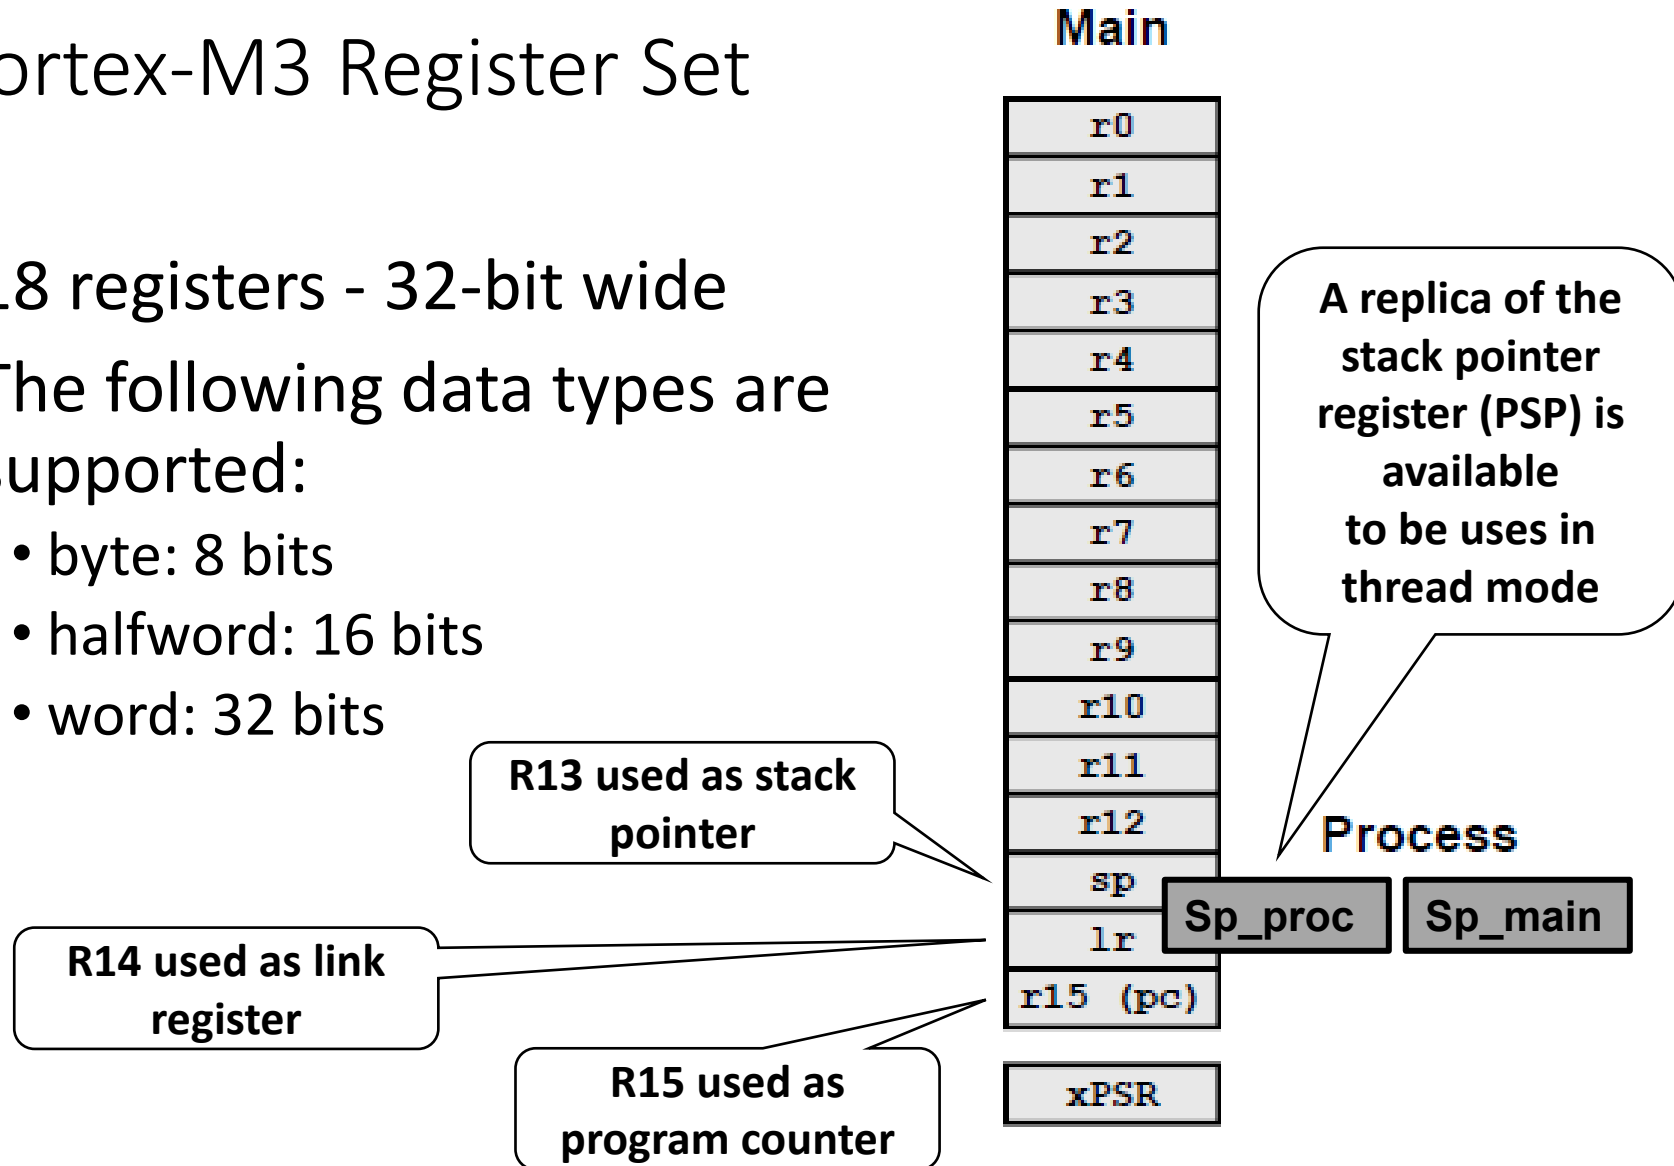 ortex-M3 Register Set
18 registers - 32-bit wide
The following data types are
supported:
• byte: 8 bits
• halfword: 16 bits
• word: 32 bits
R13 used as stack
pointer
R14 used as link
register
R15 used as
program counter
Main
r0
r1
r2
r3
r4
r5
r6
r7
r8
r9
r10
r11
r12
sp
lr
r15 (pc)
xPSR
A replica of the
stack pointer
register (PSP) is
available
to be uses in
thread mode
Process
Sp_proc
Sp_main